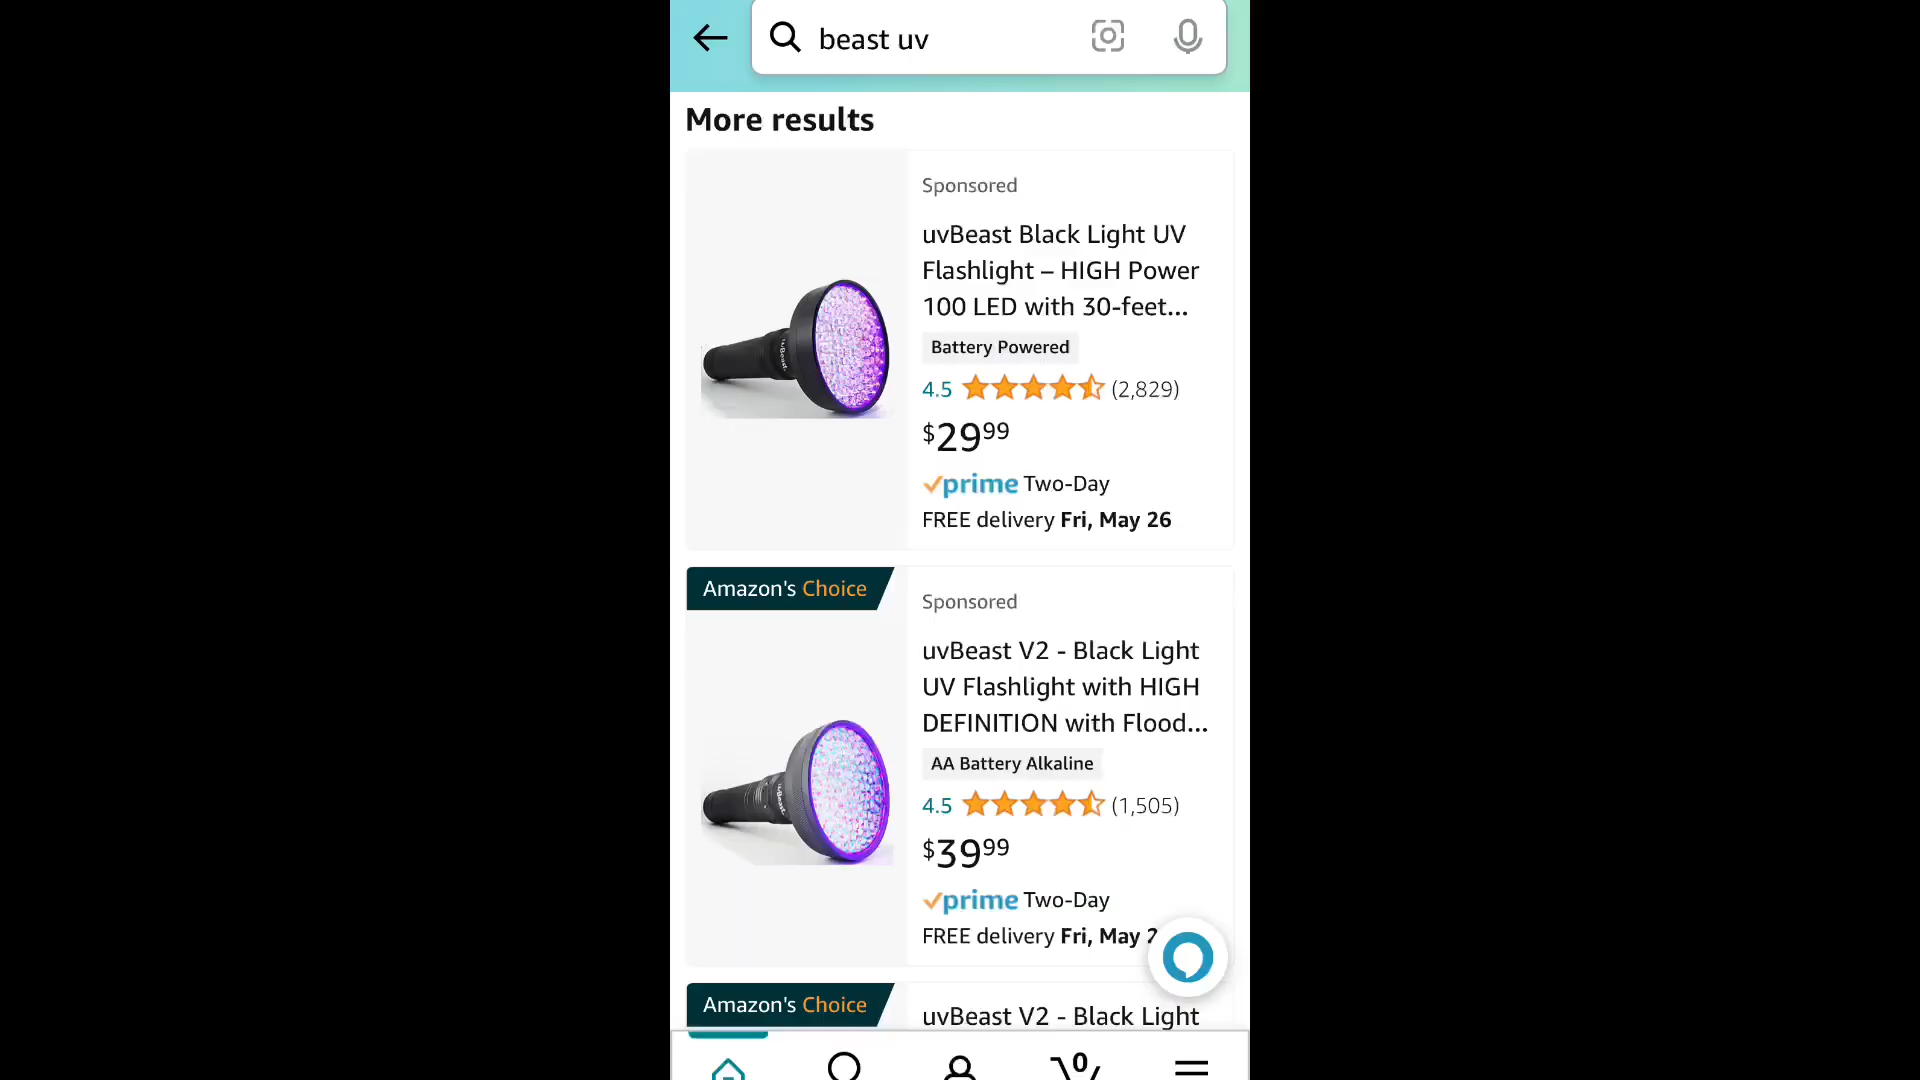 beast uv
More results
Sponsored
uvBeast Black Light UV
Flashlight – HIGH Power
100 LED with 30-feet...
Battery Powered
4.5 (2,829)
$29.99
prime Two-Day
FREE delivery Fri, May 26
Amazon's Choice
Sponsored
uvBeast V2 - Black Light
UV Flashlight with HIGH
DEFINITION with Flood...
AA Battery Alkaline
4.5 (1,505)
$39.99
prime Two-Day
FREE delivery Fri, May 2
Amazon's Choice
uvBeast V2 - Black Light
0